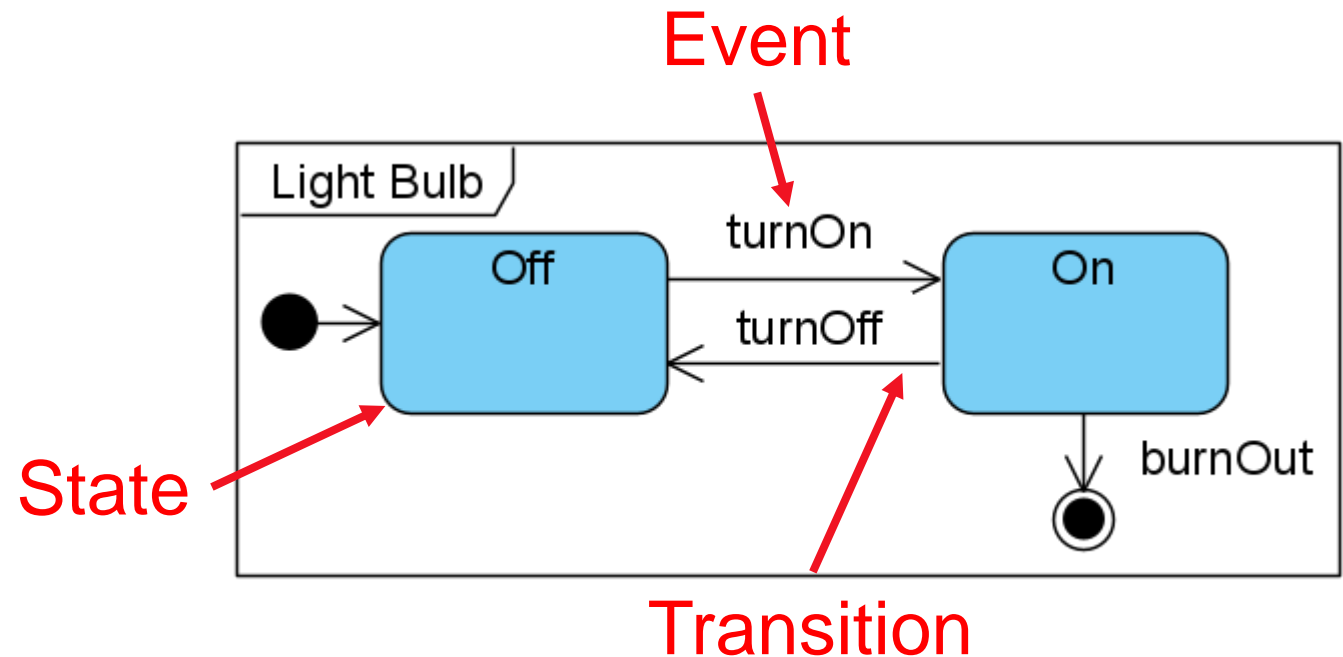 Event
Light Bulb
turnOn
Off
On
turnOff
State
burnOut
Transition